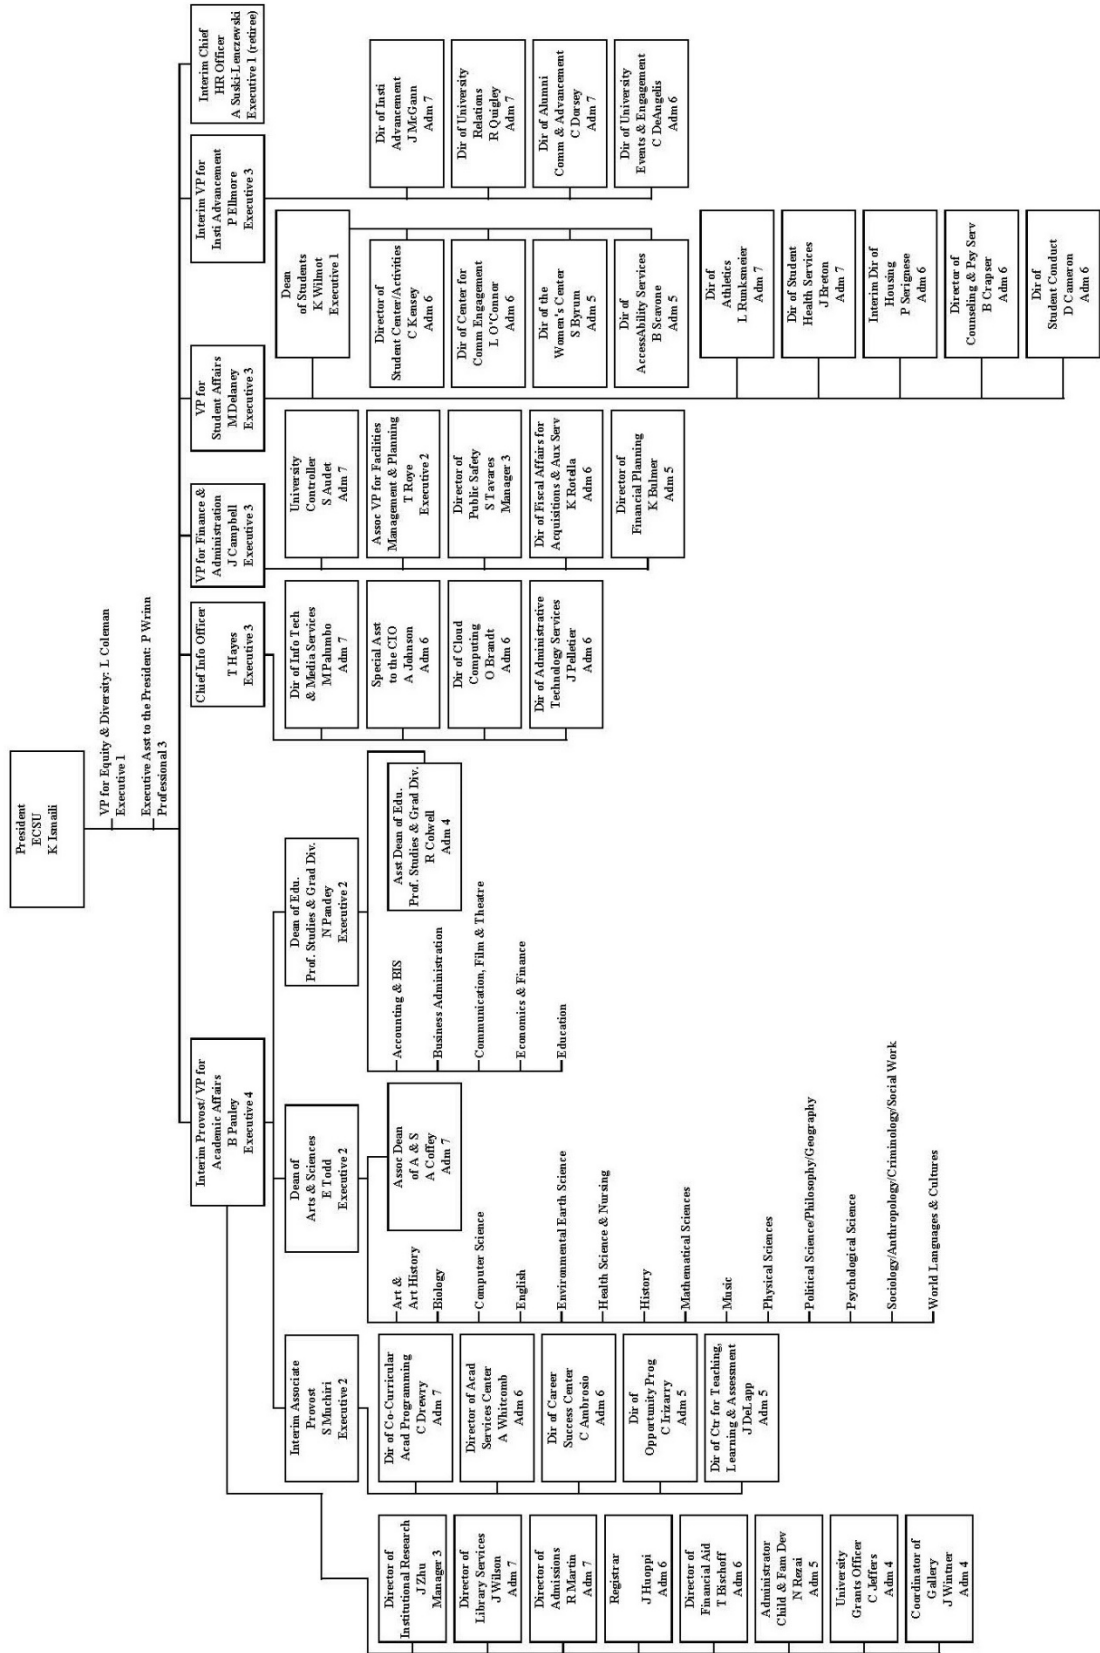 President
ECSU
K Ismaili
VP for Equity & Diversity: L Coleman
Executive 1
Executive Asst to the President: P Wrinn
Professional 3
Interim Provost/ VP for
Academic Affairs
B Pauley
Executive 4
Chief Info Officer
T Hayes
Executive 3
VP for Finance &
Administration
J Campbell
Executive 3
VP for
Student Affairs
M Delaney
Executive 3
Interim VP for
Insti Advancement
P Ellmore
Executive 3
Interim Chief
HR Officer
A Suski-Lenczewski
Executive 1 (retiree)
Interim Associate
Provost
S Muchiri
Executive 2
Dean of
Arts & Sciences
E Todd
Executive 2
Dean of Edu.
Prof. Studies & Grad Div.
N Pandey
Executive 2
Director of
Institutional Research
J Zhu
Manager 3
Director of
Library Services
J Wilson
Adm 7
Director of
Admissions
R Martin
Adm 7
Registrar
J Huoppi
Adm 6
Director of
Financial Aid
T Bischoff
Adm 6
Administrator
Child & Fam Dev
N Rezai
Adm 5
University
Grants Officer
C Jeffers
Adm 4
Coordinator of
Gallery
J Wintner
Adm 4
Dir of Co-Curricular
Acad Programming
C Drewry
Adm 7
Director of Acad
Services Center
A Whitcomb
Adm 6
Dir of Career
Success Center
C Ambrosio
Adm 6
Dir of
Opportunity Prog
C Irizarry
Adm 5
Dir of Ctr for Teaching,
Learning & Assessment
J DeLapp
Adm 5
Art &
Art History
Biology
Computer Science
English
Environmental Earth Science
Health Science & Nursing
History
Mathematical Sciences
Music
Physical Sciences
Political Science/Philosophy/Geography
Psychological Science
Sociology/Anthropology/Criminology/Social Work
World Languages & Cultures
Assoc Dean
of A & S
A Coffey
Adm 7
Accounting & BIS
Business Administration
Communication, Film & Theatre
Economics & Finance
Education
Asst Dean of Edu.
Prof. Studies & Grad Div.
R Colwell
Adm 4
Dir of Info Tech
& Media Services
M Palumbo
Adm 7
Special Asst
to the CIO
A Johnson
Adm 6
Dir of Cloud
Computing
O Brandt
Adm 6
Dir of Administrative
Technology Services
J Pelletier
Adm 6
University
Controller
S Audet
Adm 7
Assoc VP for Facilities
Management & Planning
T Roye
Executive 2
Director of
Public Safety
S Tavares
Manager 3
Dir of Fiscal Affairs for
Acquisitions & Aux Serv
K Rotella
Adm 6
Director of
Financial Planning
K Bulmer
Adm 5
Dean
of Students
K Wilmot
Executive 1
Director of
Student Center/Activities
C Kensey
Adm 6
Dir of Center for
Comm Engagement
L O'Connor
Adm 6
Dir of the
Women's Center
S Byrum
Adm 5
Dir of
AccessAbility Services
B Scavone
Adm 5
Dir of
Athletics
L Runksmeier
Adm 7
Dir of Student
Health Services
J Breton
Adm 7
Interim Dir of
Housing
P Serignese
Adm 6
Director of
Counseling & Psy Serv
B Crapser
Adm 6
Dir of
Student Conduct
D Cameron
Adm 6
Dir of Insti
Advancement
J McGann
Adm 7
Dir of University
Relations
R Quigley
Adm 7
Dir of Alumni
Comm & Advancement
C Dorsey
Adm 7
Dir of University
Events & Engagement
C DeAngelis
Adm 6